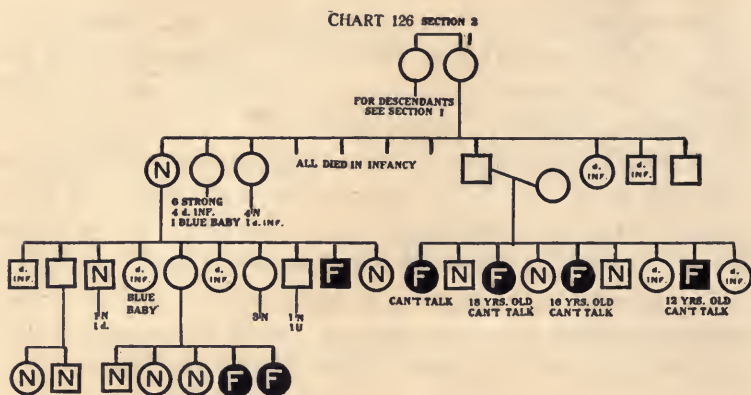 CHART 126 SECTION 2
FOR DESCENDANTS
SEE SECTION 1
ALL DIED IN INFANCY
N
d. INF.
d. INF.
6 STRONG
4 d. INF.
1 BLUE BABY
4 N
1 d. INF.
d. INF.
N
d. INF.
d. INF.
F
N
F
N
F
N
F
N
d. INF.
F
d. INF.
BLUE
BABY
1 d.
3 N
1 N
1 U
CAN'T TALK
18 YRS. OLD
CAN'T TALK
16 YRS. OLD
CAN'T TALK
12 YRS. OLD
CAN'T TALK
N
N
N
N
N
F
F